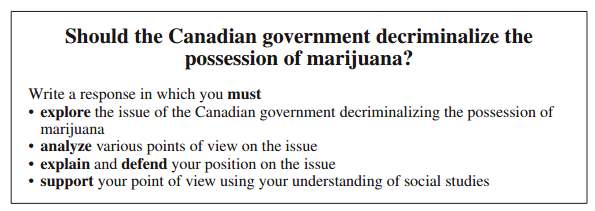 Should the Canadian government decriminalize the
possession of marijuana?
Write a response in which you must
• explore the issue of the Canadian government decriminalizing the possession of
marijuana
• analyze various points of view on the issue
• explain and defend your position on the issue
• support your point of view using your understanding of social studies